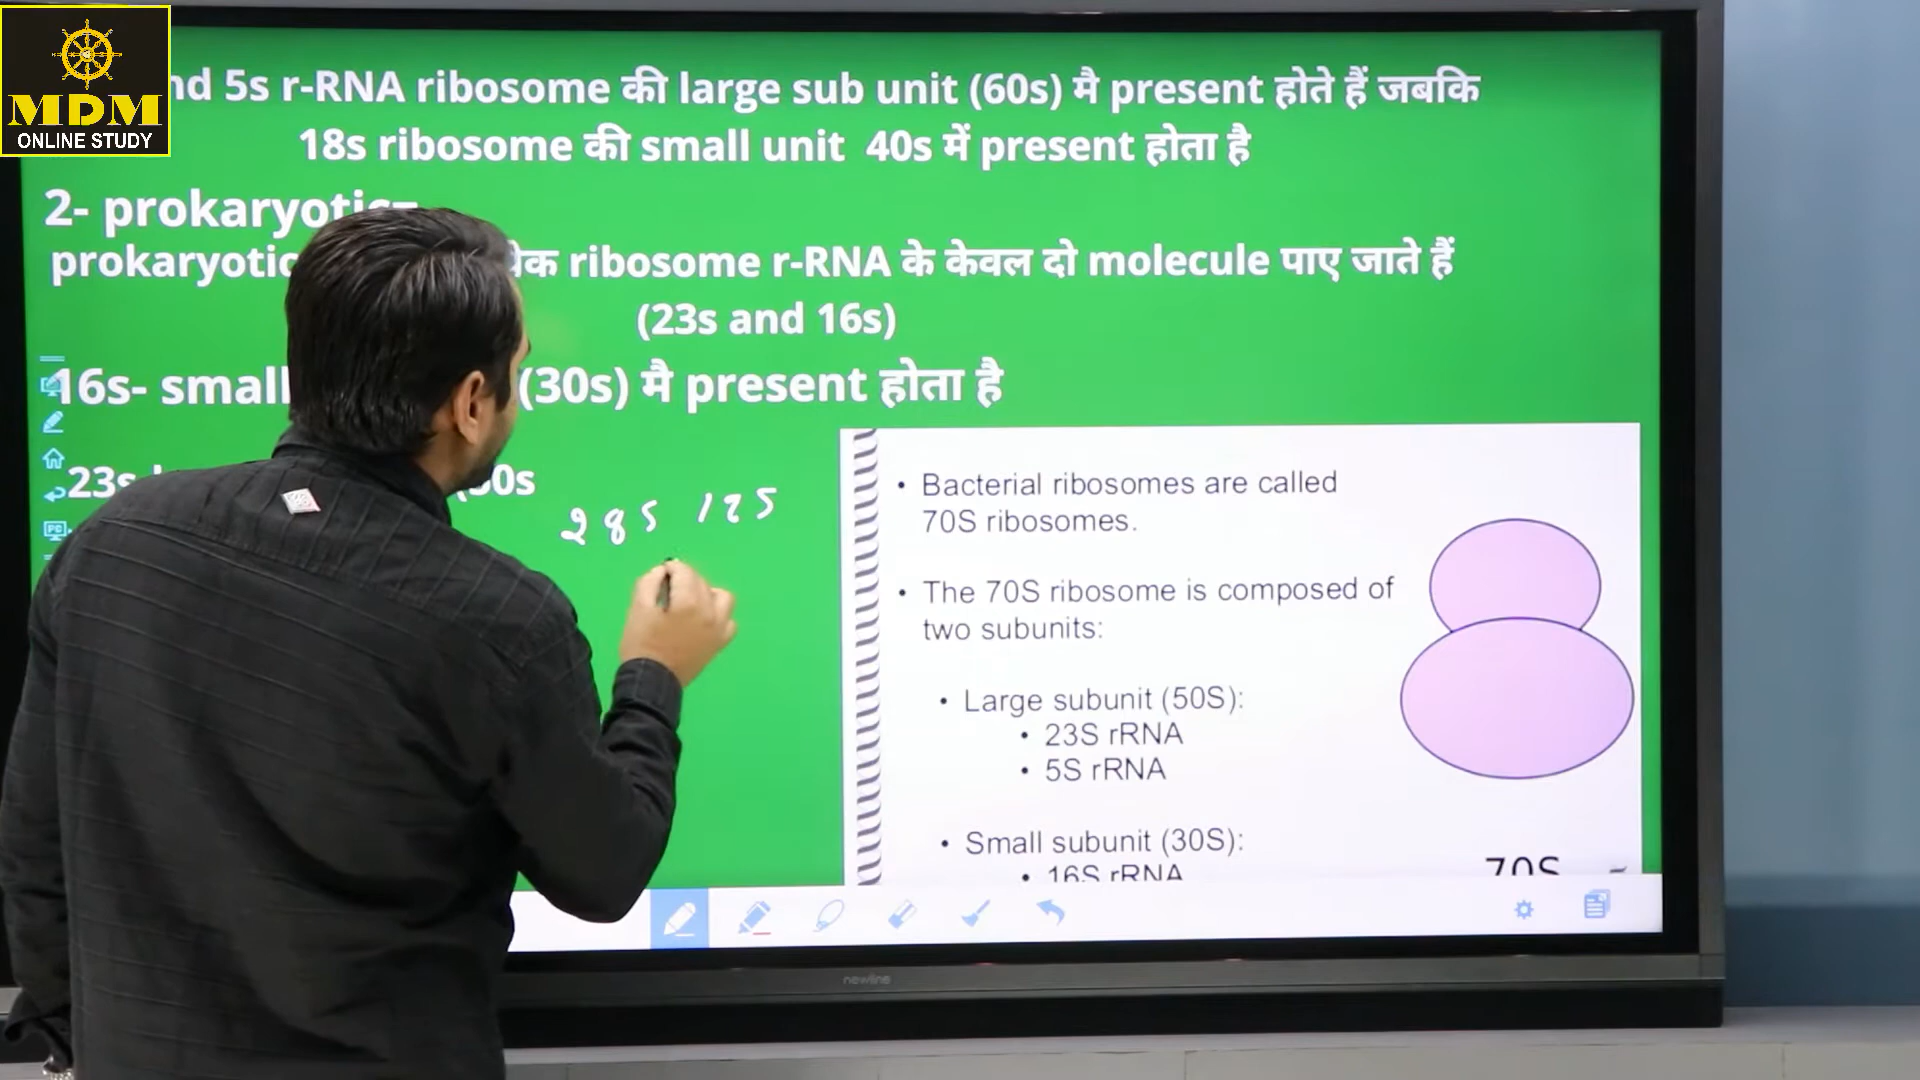 MDM
ONLINE STUDY
nd 5s r-RNA ribosome की large sub unit (60s) मै present होते हैं जबकि
18s ribosome की small unit 40s में present होता है
2- prokaryotic=
prokaryotic ribosome r-RNA के केवल दो molecule पाए जाते हैं
(23s and 16s)
16s- small (30s) मै present होता है
23s
28S 18S
• Bacterial ribosomes are called
70S ribosomes.
• The 70S ribosome is composed of
two subunits:
• Large subunit (50S):
• 23S rRNA
• 5S rRNA
• Small subunit (30S):
• 16S rRNA
70S
newline